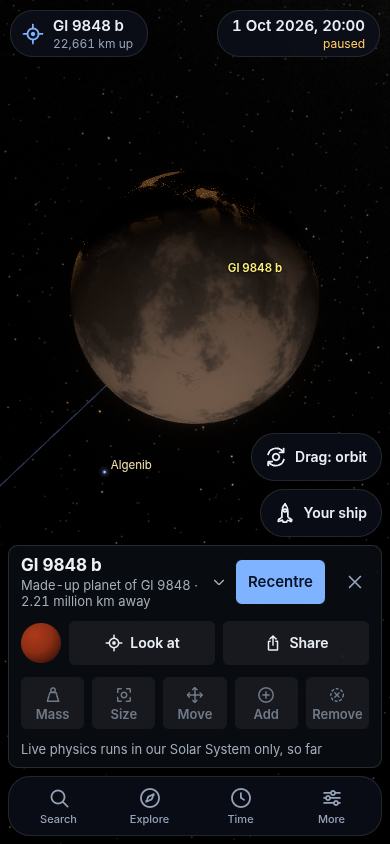 Gl 9848 b
22,661 km up
1 Oct 2026, 20:00
paused
Gl 9848 b
Algenib
Drag: orbit
Your ship
Gl 9848 b
Made-up planet of Gl 9848 ·
2.21 million km away
Recentre
Look at
Share
Mass
Size
Move
Add
Remove
Live physics runs in our Solar System only, so far
Search
Explore
Time
More